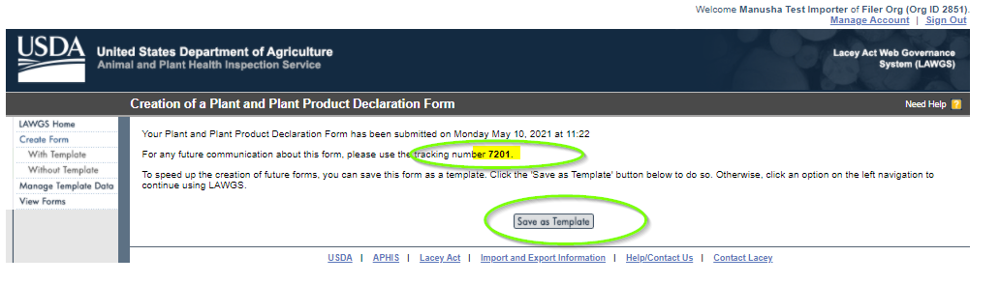 Welcome Manusha Test Importer of Filer Org (Org ID 2851).
Manage Account | Sign Out
USDA
United States Department of Agriculture
Animal and Plant Health Inspection Service
Lacey Act Web Governance
System (LAWGS)
Creation of a Plant and Plant Product Declaration Form
Need Help ?
LAWGS Home
Create Form
With Template
Without Template
Manage Template Data
View Forms
Your Plant and Plant Product Declaration Form has been submitted on Monday May 10, 2021 at 11:22
For any future communication about this form, please use the tracking number 7201.
To speed up the creation of future forms, you can save this form as a template. Click the 'Save as Template' button below to do so. Otherwise, click an option on the left navigation to
continue using LAWGS.
Save as Template
USDA | APHIS | Lacey Act | Import and Export Information | Help/Contact Us | Contact Lacey